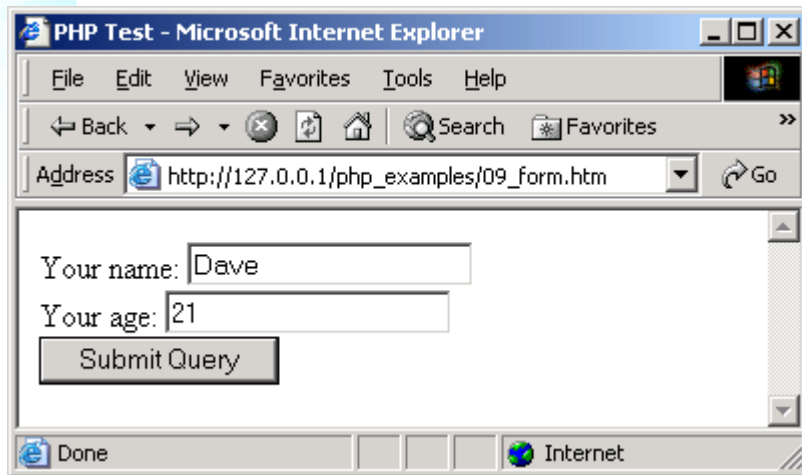 PHP Test - Microsoft Internet Explorer
File Edit View Favorites Tools Help
Back Search Favorites »
Address http://127.0.0.1/php_examples/09_form.htm Go
Your name: Dave
Your age: 21
Submit Query
Done Internet